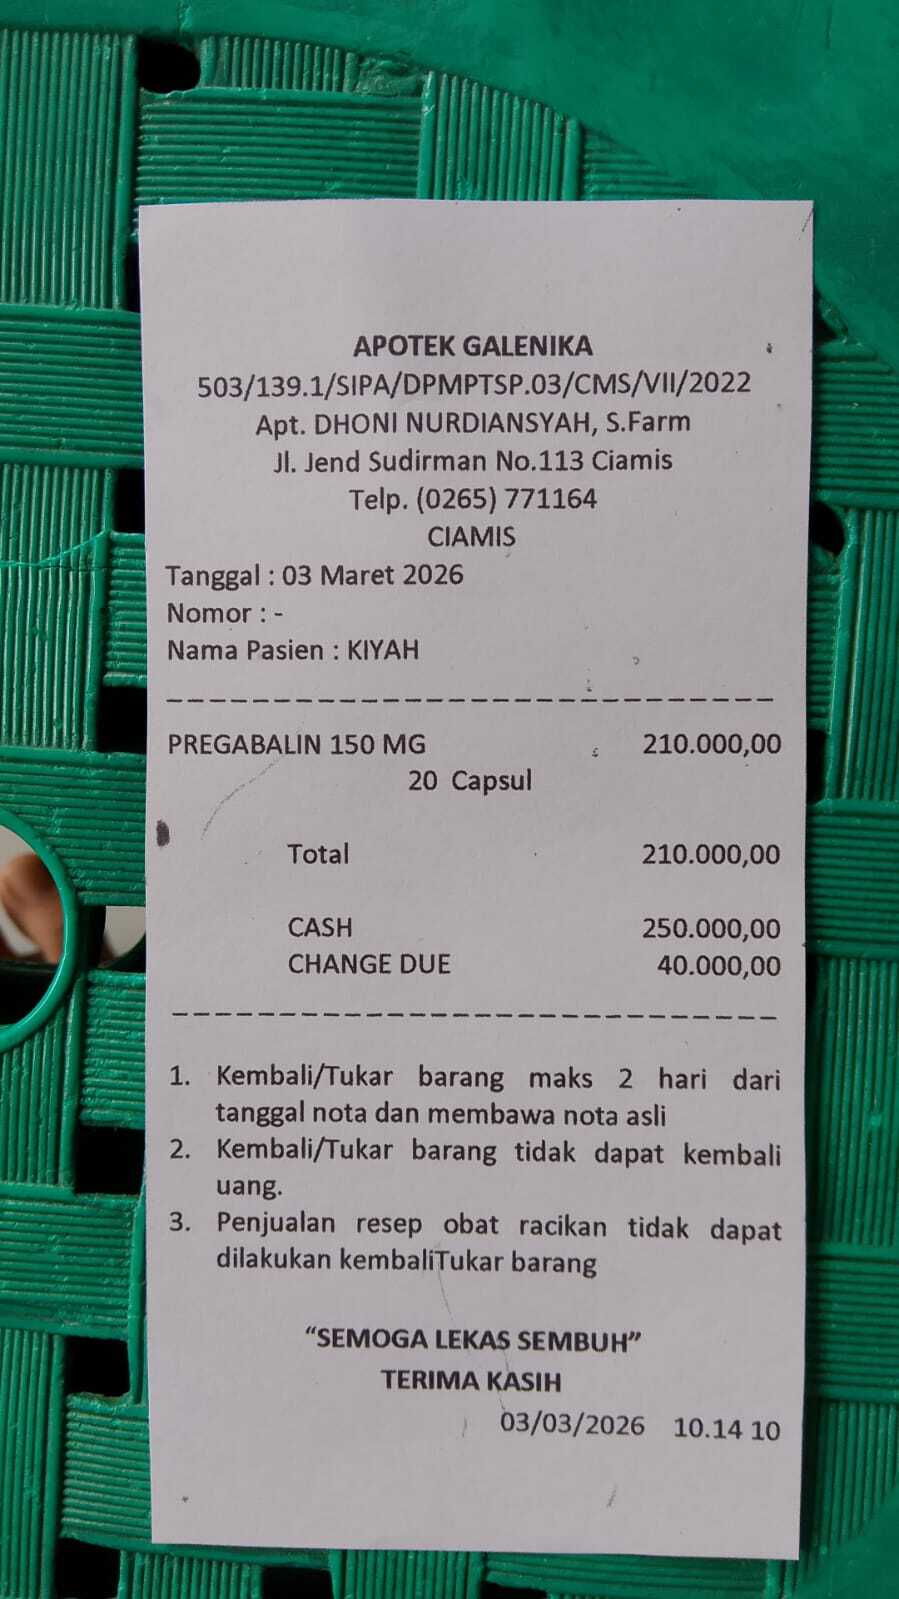 APOTEK GALENIKA
503/139.1/SIPA/DPMPTSP.03/CMS/VII/2022
Apt. DHONI NURDIANSYAH, S.Farm
Jl. Jend Sudirman No.113 Ciamis
Telp. (0265) 771164
CIAMIS
Tanggal : 03 Maret 2026
Nomor : -
Nama Pasien : KIYAH
PREGABALIN 150 MG 210.000,00
20 Capsul
Total 210.000,00
CASH 250.000,00
CHANGE DUE 40.000,00
1. Kembali/Tukar barang maks 2 hari dari
tanggal nota dan membawa nota asli
2. Kembali/Tukar barang tidak dapat kembali
uang.
3. Penjualan resep obat racikan tidak dapat
dilakukan kembaliTukar barang
“SEMOGA LEKAS SEMBUH”
TERIMA KASIH
03/03/2026 10.14 10